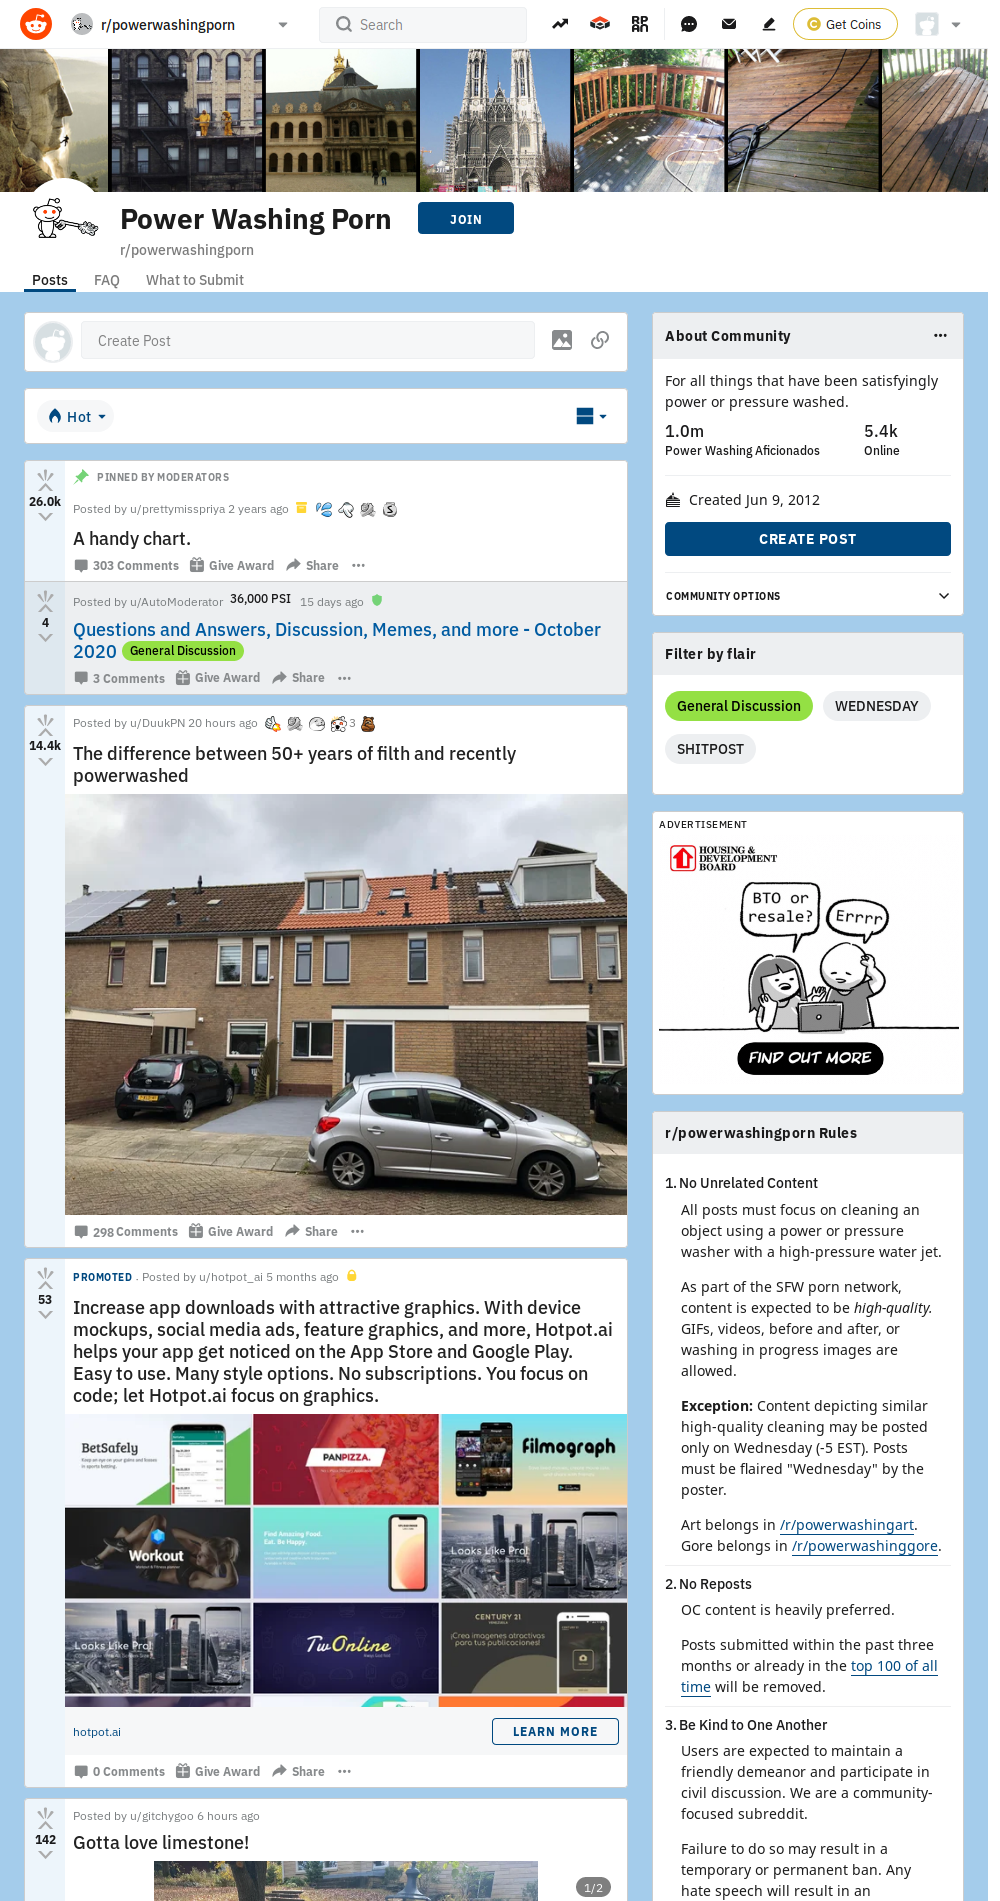 r/powerwashingporn
Search
Get Coins
Power Washing Porn
JOIN
r/powerwashingporn
Posts
FAQ
What to Submit
Create Post
Hot
26.0k
PINNED BY MODERATORS
Posted by u/prettymisspriya 2 years ago
A handy chart.
303 Comments
Give Award
Share
4
Posted by u/AutoModerator 36,000 PSI 15 days ago
Questions and Answers, Discussion, Memes, and more - October
2020 General Discussion
3 Comments
Give Award
Share
14.4k
Posted by u/DuukPN 20 hours ago 3
The difference between 50+ years of filth and recently
powerwashed
298 Comments
Give Award
Share
53
PROMOTED · Posted by u/hotpot_ai 5 months ago
Increase app downloads with attractive graphics. With device
mockups, social media ads, feature graphics, and more, Hotpot.ai
helps your app get noticed on the App Store and Google Play.
Easy to use. Many style options. No subscriptions. You focus on
code; let Hotpot.ai focus on graphics.
BetSafely
Keep an eye on your gains and losses
in sports betting.
PANPIZZA.
Filmograph
Workout
Find Amazing Food.
Eat. Be Happy.
Looks Like Pro!
Looks Like Pro!
TwOnline
CENTURY 21
¡Crea imagenes atractivas
para tus publicaciones!
hotpot.ai
LEARN MORE
0 Comments
Give Award
Share
142
Posted by u/gitchygoo 6 hours ago
Gotta love limestone!
1/2
About Community
For all things that have been satisfyingly
power or pressure washed.
1.0m
Power Washing Aficionados
5.4k
Online
Created Jun 9, 2012
CREATE POST
COMMUNITY OPTIONS
Filter by flair
General Discussion
WEDNESDAY
SHITPOST
ADVERTISEMENT
HOUSING &
DEVELOPMENT
BOARD
BTO or
resale?
Errrr
FIND OUT MORE
r/powerwashingporn Rules
1. No Unrelated Content
All posts must focus on cleaning an
object using a power or pressure
washer with a high-pressure water jet.
As part of the SFW porn network,
content is expected to be high-quality.
GIFs, videos, before and after, or
washing in progress images are
allowed.
Exception: Content depicting similar
high-quality cleaning may be posted
only on Wednesday (-5 EST). Posts
must be flaired "Wednesday" by the
poster.
Art belongs in /r/powerwashingart.
Gore belongs in /r/powerwashinggore.
2. No Reposts
OC content is heavily preferred.
Posts submitted within the past three
months or already in the top 100 of all
time will be removed.
3. Be Kind to One Another
Users are expected to maintain a
friendly demeanor and participate in
civil discussion. We are a community-
focused subreddit.
Failure to do so may result in a
temporary or permanent ban. Any
hate speech will result in an